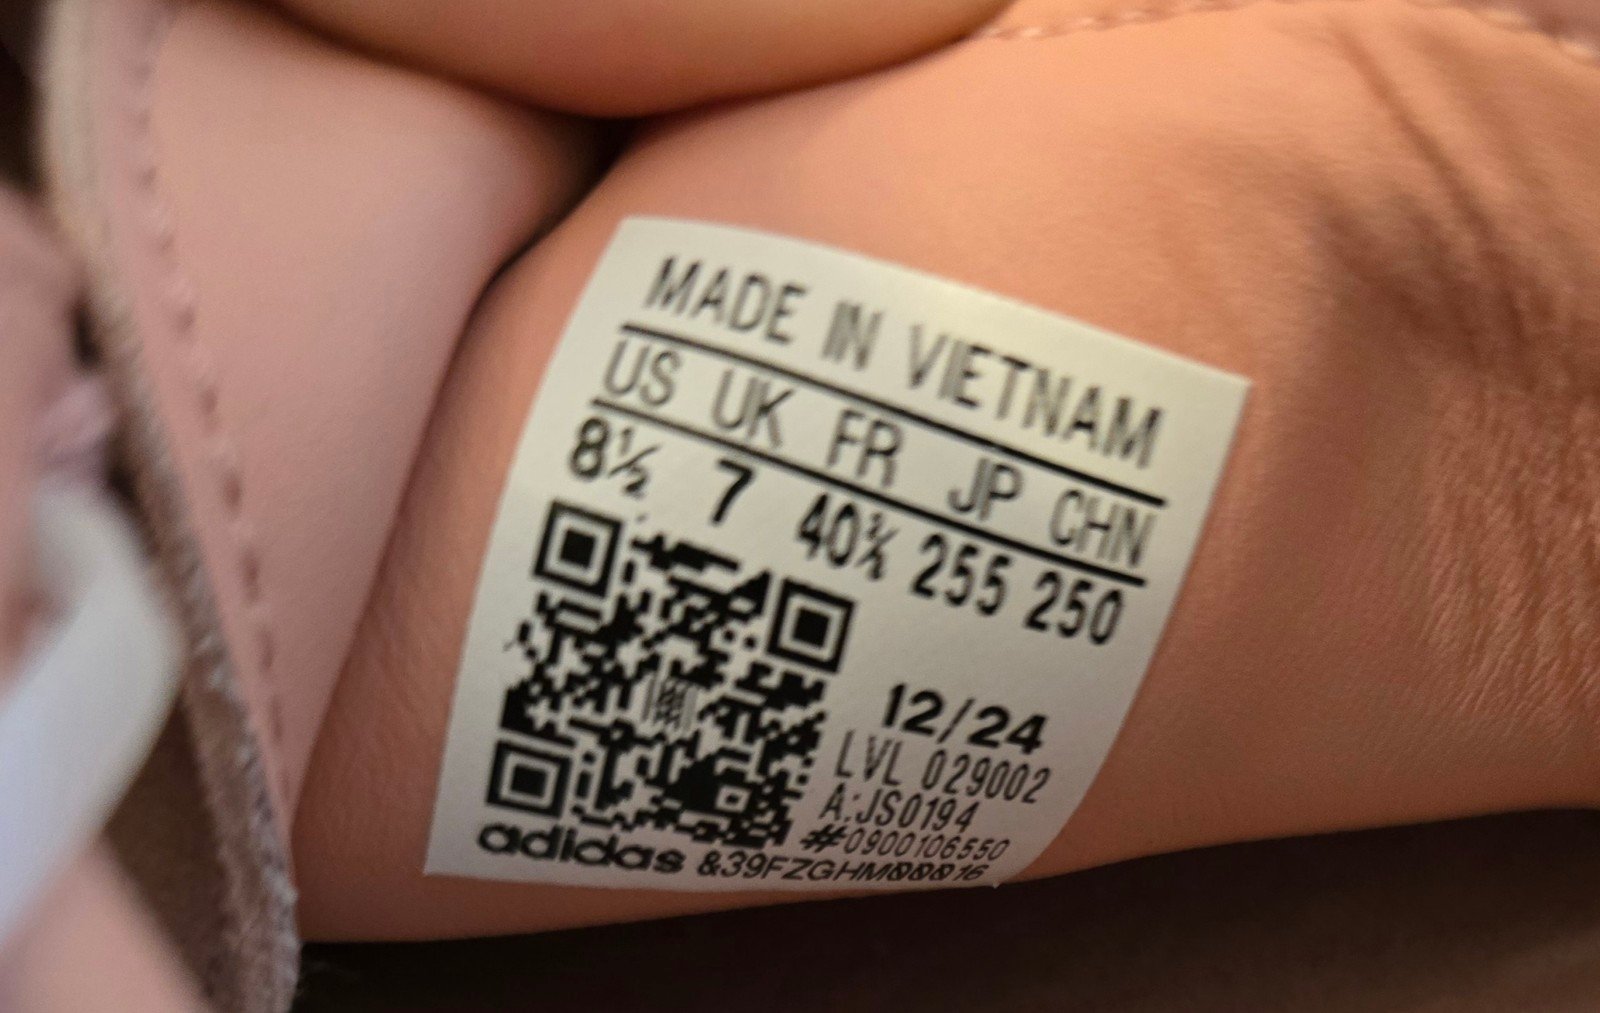 MADE IN VIETNAM
US UK FR JP CHN
8½ 7 40⅔ 255 250
12/24
LVL 029002
A:JS0194
#0900106550
adidas &39FZGHM00016